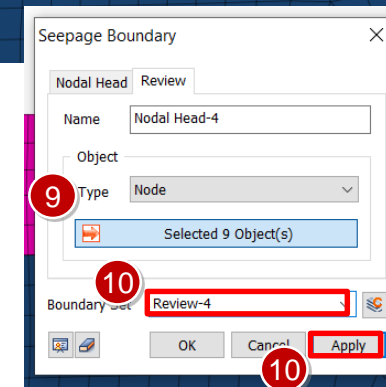 Seepage Boundary
Nodal Head Review
Name Nodal Head-4
Object
9 Type Node
Selected 9 Object(s)
10
Boundary Set Review-4
OK Cancel Apply
10